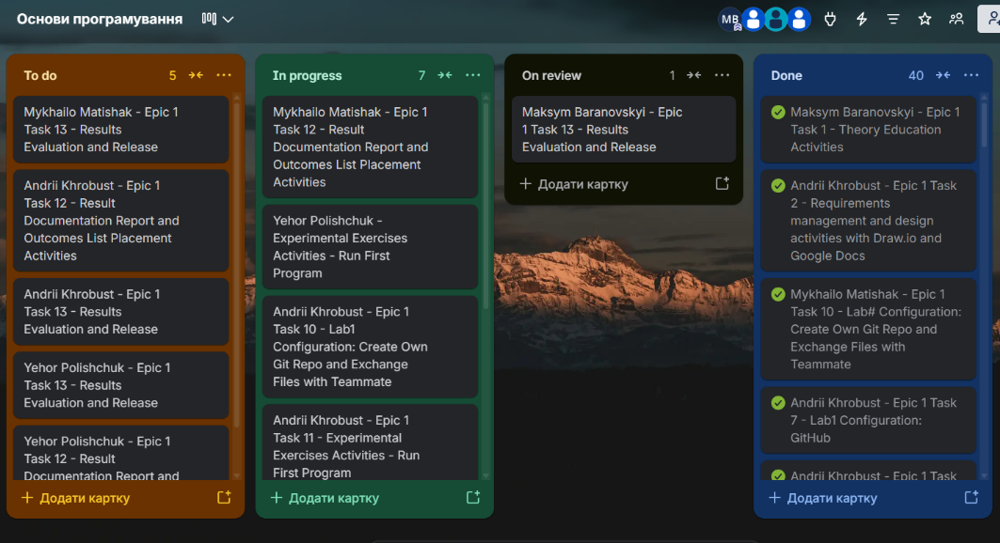 Основи програмування
MB
To do
5
Mykhailo Matishak - Epic 1
Task 13 - Results
Evaluation and Release
Andrii Khrobust - Epic 1
Task 12 - Result
Documentation Report and
Outcomes List Placement
Activities
Andrii Khrobust - Epic 1
Task 13 - Results
Evaluation and Release
Yehor Polishchuk - Epic 1
Task 13 - Results
Evaluation and Release
Yehor Polishchuk - Epic 1
Task 12 - Result
Documentation Report and
Додати картку
In progress
7
Mykhailo Matishak - Epic 1
Task 12 - Result
Documentation Report and
Outcomes List Placement
Activities
Yehor Polishchuk -
Experimental Exercises
Activities - Run First
Program
Andrii Khrobust - Epic 1
Task 10 - Lab1
Configuration: Create Own
Git Repo and Exchange
Files with Teammate
Andrii Khrobust - Epic 1
Task 11 - Experimental
Exercises Activities - Run
First Program
Додати картку
On review
1
Maksym Baranovskyi - Epic
1 Task 13 - Results
Evaluation and Release
Додати картку
Done
40
Maksym Baranovskyi - Epic 1
Task 1 - Theory Education
Activities
Andrii Khrobust - Epic 1 Task
2 - Requirements
management and design
activities with Draw.io and
Google Docs
Mykhailo Matishak - Epic 1
Task 10 - Lab# Configuration:
Create Own Git Repo and
Exchange Files with
Teammate
Andrii Khrobust - Epic 1 Task
7 - Lab1 Configuration:
GitHub
Andrii Khrobust - Epic 1 Task
Додати картку